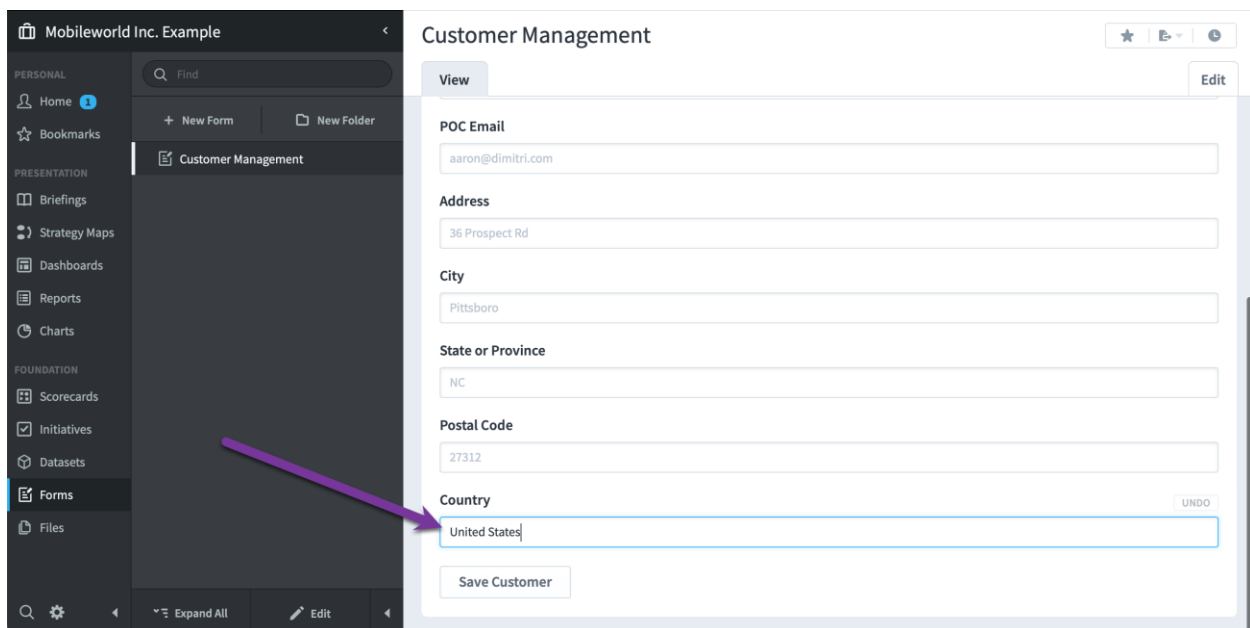 Mobileworld Inc. Example
PERSONAL
Home 1
Bookmarks
PRESENTATION
Briefings
Strategy Maps
Dashboards
Reports
Charts
FOUNDATION
Scorecards
Initiatives
Datasets
Forms
Files
Find
New Form New Folder
Customer Management
Expand All Edit
Customer Management
View Edit
POC Email
aaron@dimitri.com
Address
36 Prospect Rd
City
Pittsboro
State or Province
NC
Postal Code
27312
Country UNDO
United States
Save Customer